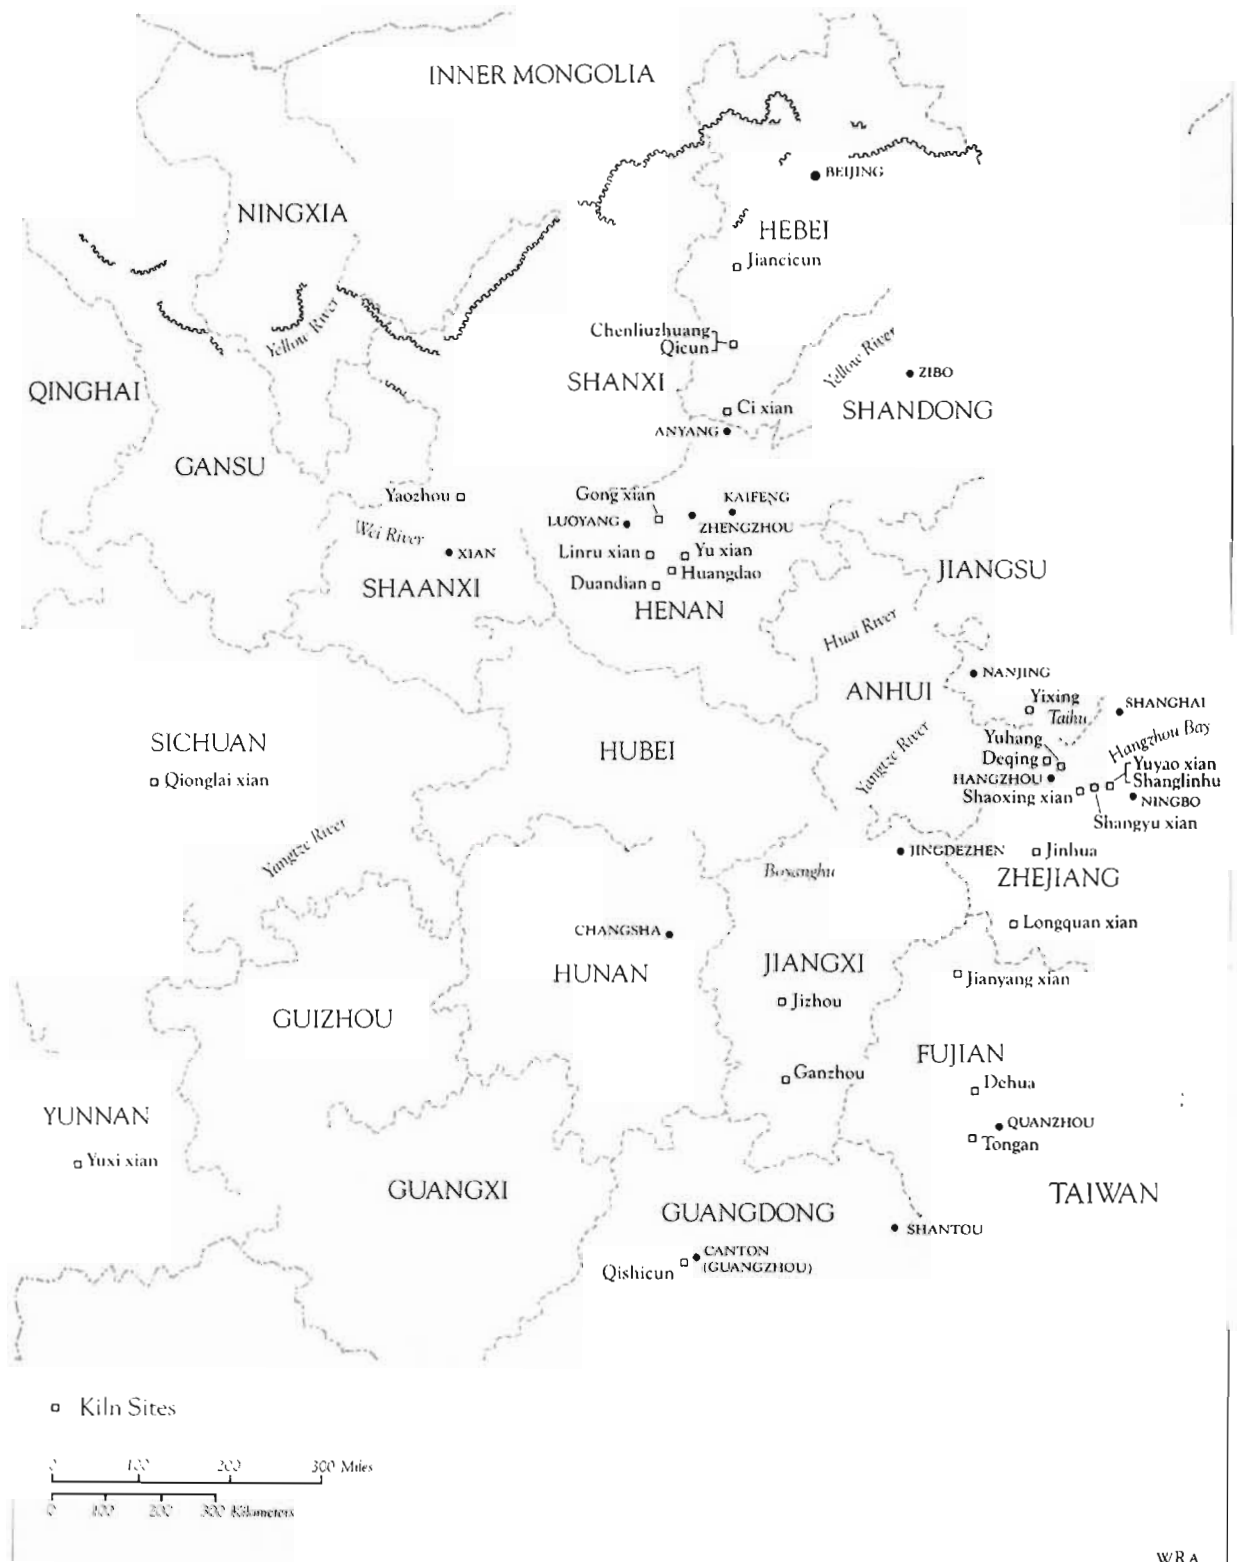 INNER MONGOLIA
BEIJING
NINGXIA
HEBEI
Jiancicun
Yellow River
Chenliuzhuang
Qicun
Yellow River
ZIBO
SHANXI
QINGHAI
Ci xian
SHANDONG
ANYANG
GANSU
Yaozhou
Gong xian
KAIFENG
LUOYANG
ZHENGZHOU
Wei River
XIAN
Linru xian
Yu xian
Huangdao
JIANGSU
Duandian
SHAANXI
HENAN
Huai River
NANJING
ANHUI
Yixing
SHANGHAI
Taihu
Hangzhou Bay
SICHUAN
HUBEI
Yangtze River
Yuhang
Deqing
Yuyao xian
Qionglai xian
HANGZHOU
Shanglinhu
Shaoxing xian
NINGBO
Shangyu xian
Yangtze River
JINGDEZHEN
Jinhua
Boyanghu
ZHEJIANG
Longquan xian
CHANGSHA
JIANGXI
HUNAN
Jianyang xian
Jizhou
GUIZHOU
FUJIAN
Ganzhou
Dehua
YUNNAN
QUANZHOU
Tongan
Yuxi xian
GUANGXI
TAIWAN
GUANGDONG
SHANTOU
CANTON
(GUANGZHOU)
Qishicun
Kiln Sites
0 100 200 300 Miles
0 100 200 300 Kilometers
WRA